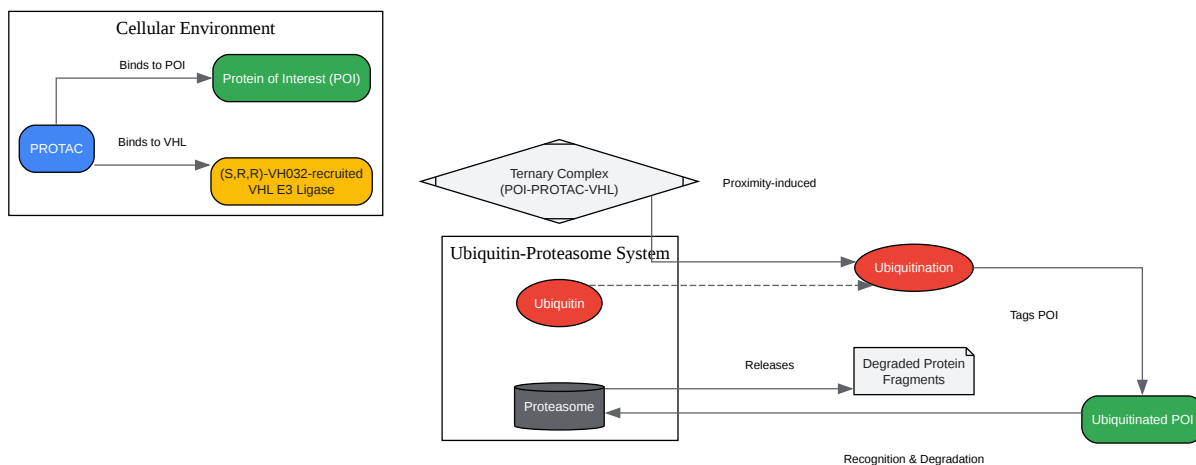 Cellular Environment
Binds to POI
Protein of Interest (POI)
PROTAC
Binds to VHL
(S,R,R)-VH032-recruited
VHL E3 Ligase
Ternary Complex
(POI-PROTAC-VHL)
Proximity-induced
Ubiquitin-Proteasome System
Ubiquitination
Ubiquitin
Tags POI
Releases
Degraded Protein
Fragments
Proteasome
Ubiquitinated POI
Recognition & Degradation